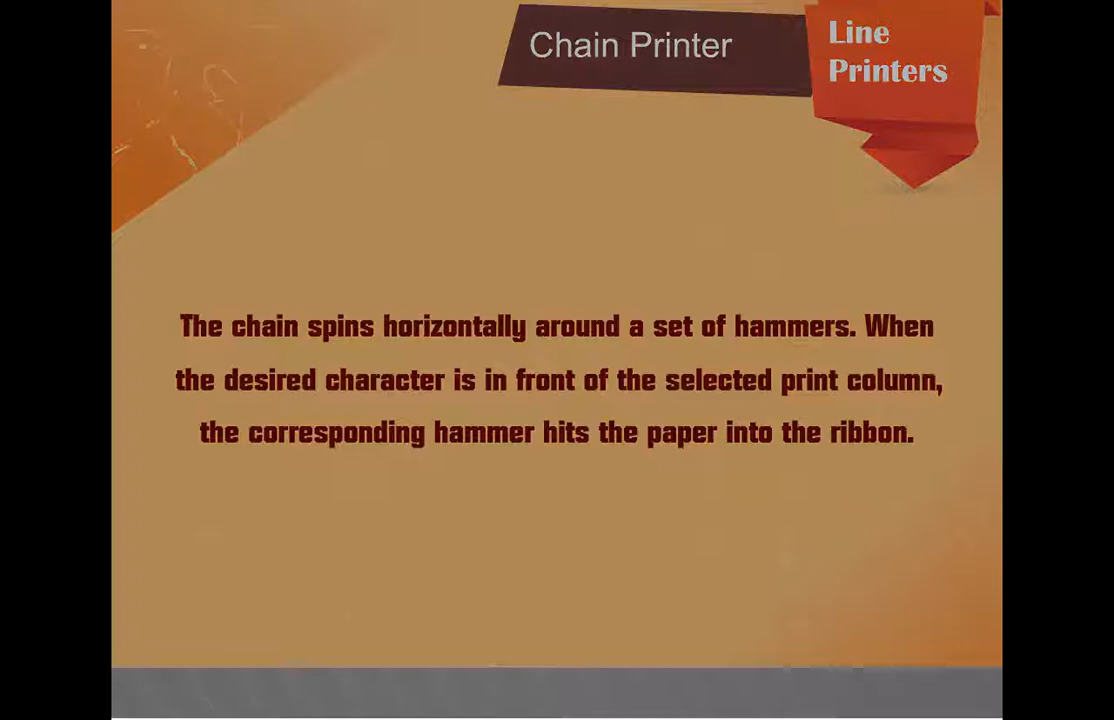 Chain Printer
Line
Printers
The chain spins horizontally around a set of hammers. When
the desired character is in front of the selected print column,
the corresponding hammer hits the paper into the ribbon.